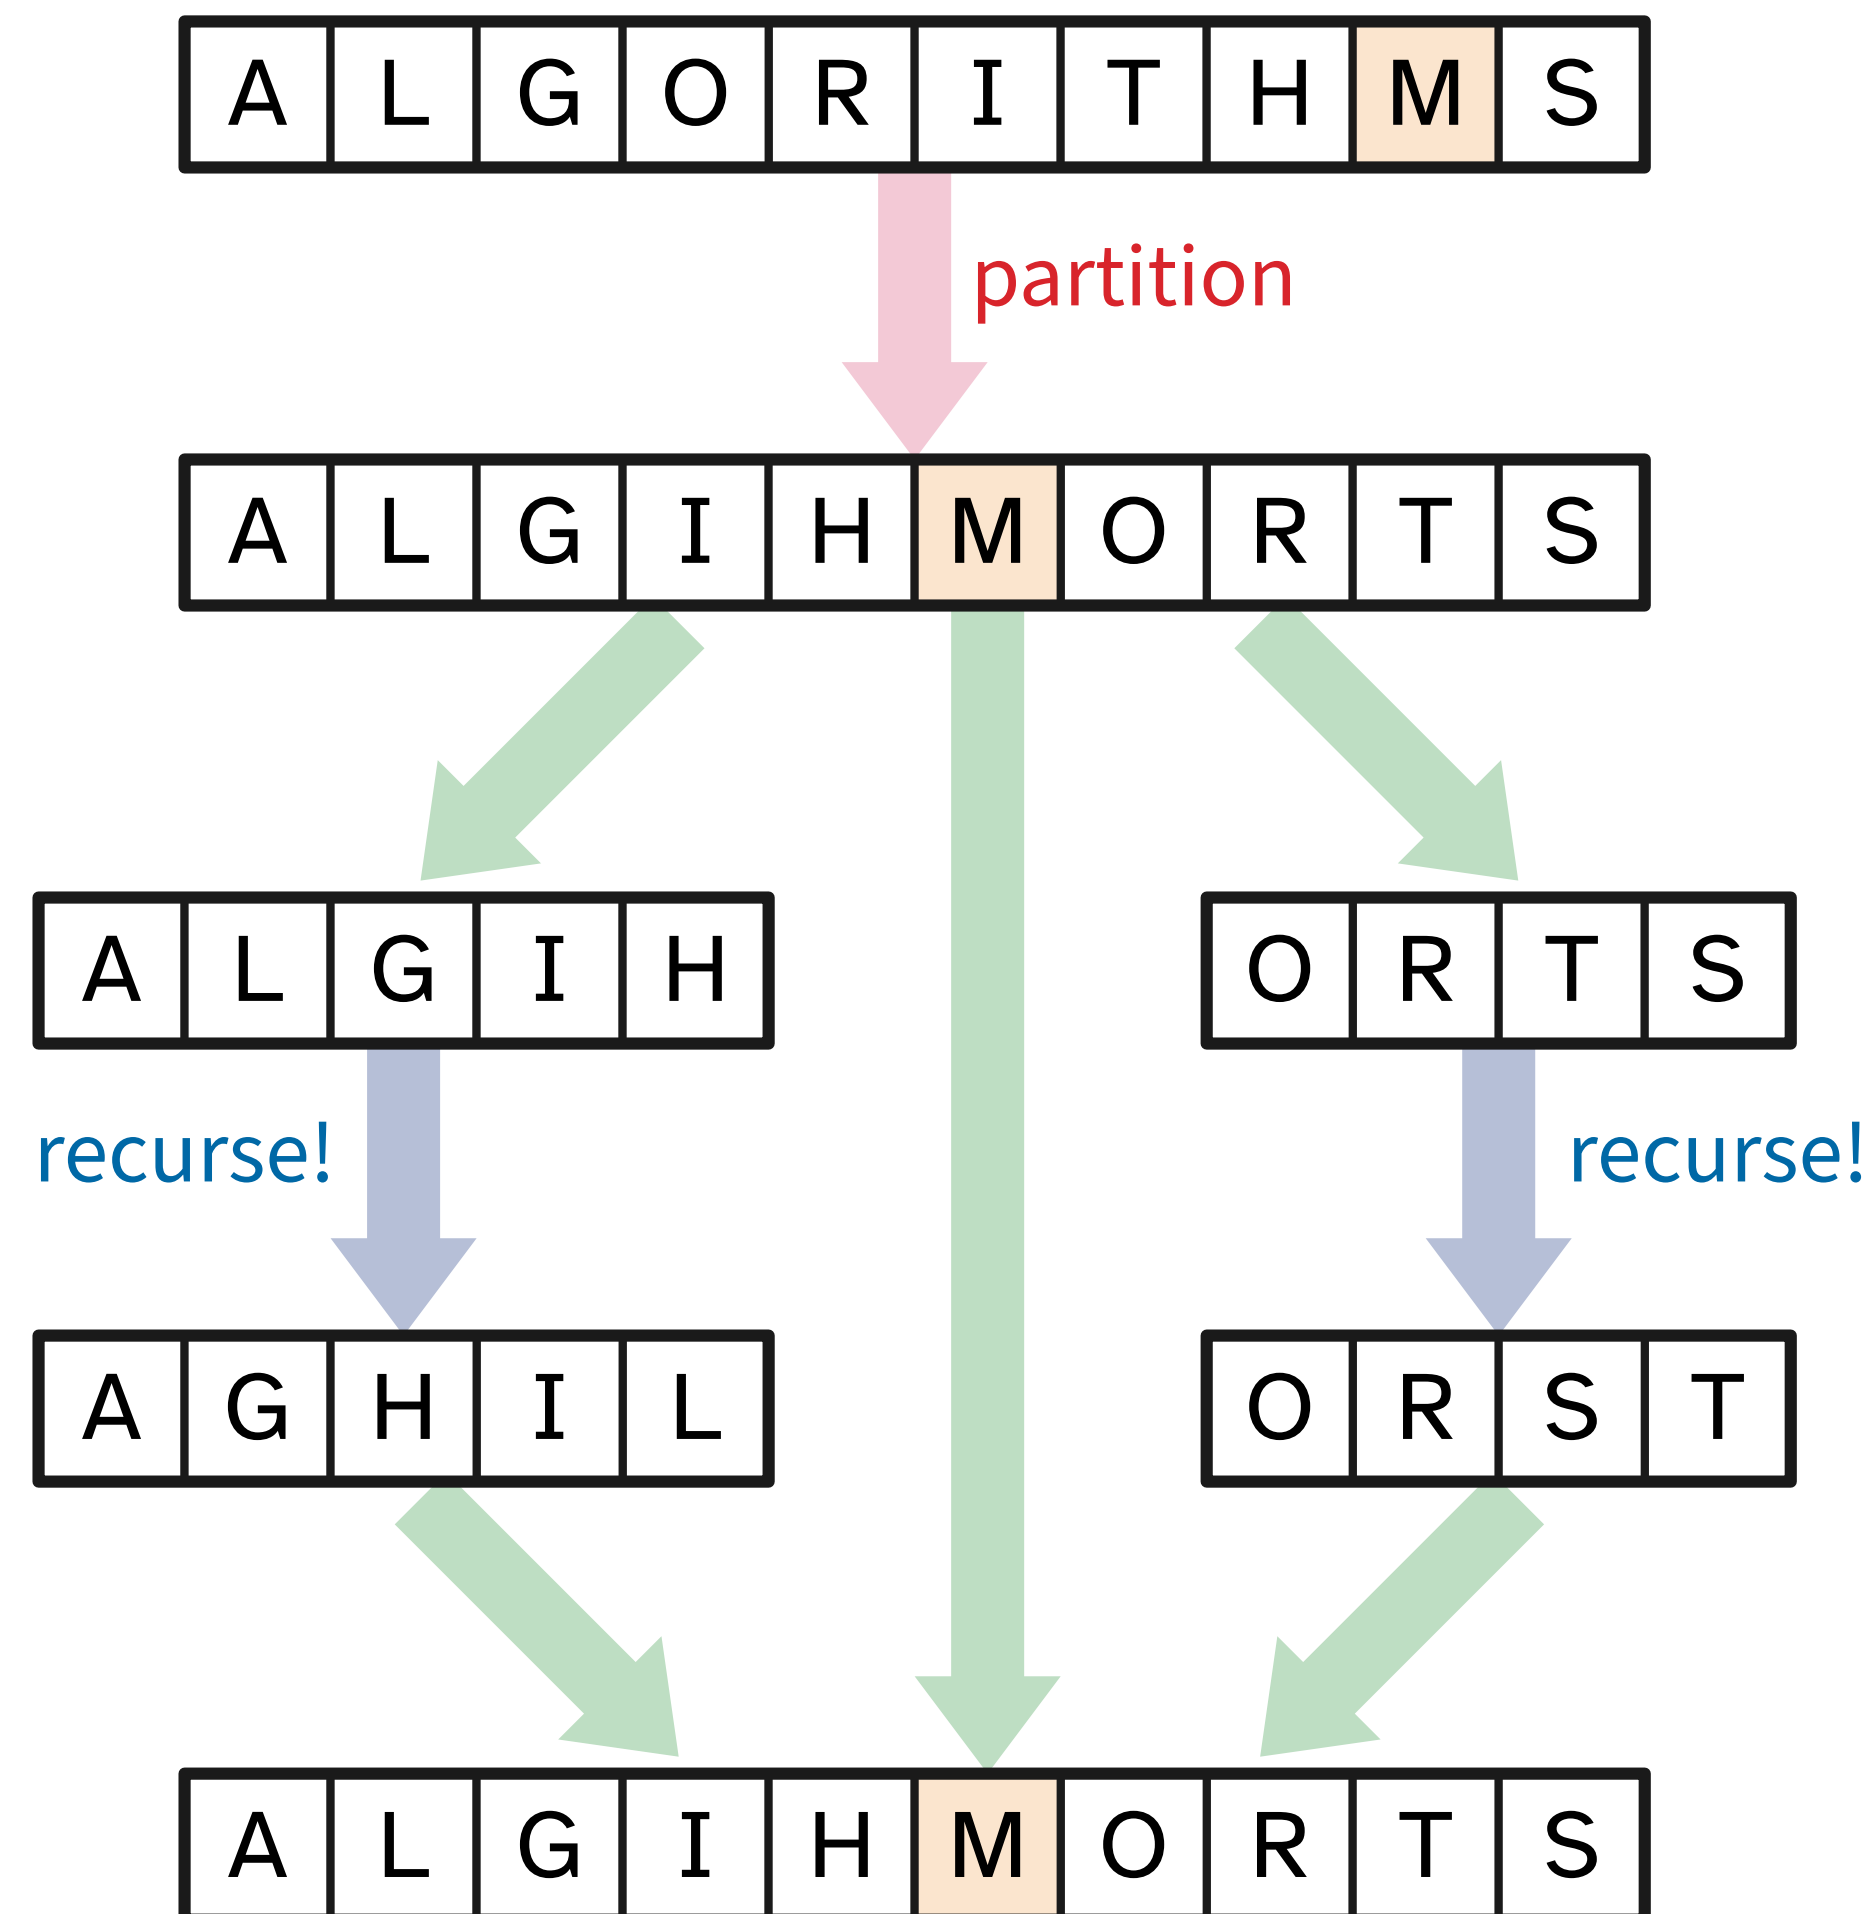 A L G O R I T H M S
partition
A L G I H M O R T S
A L G I H O R T S
recurse! recurse!
A G H I L O R S T
A L G I H M O R T S